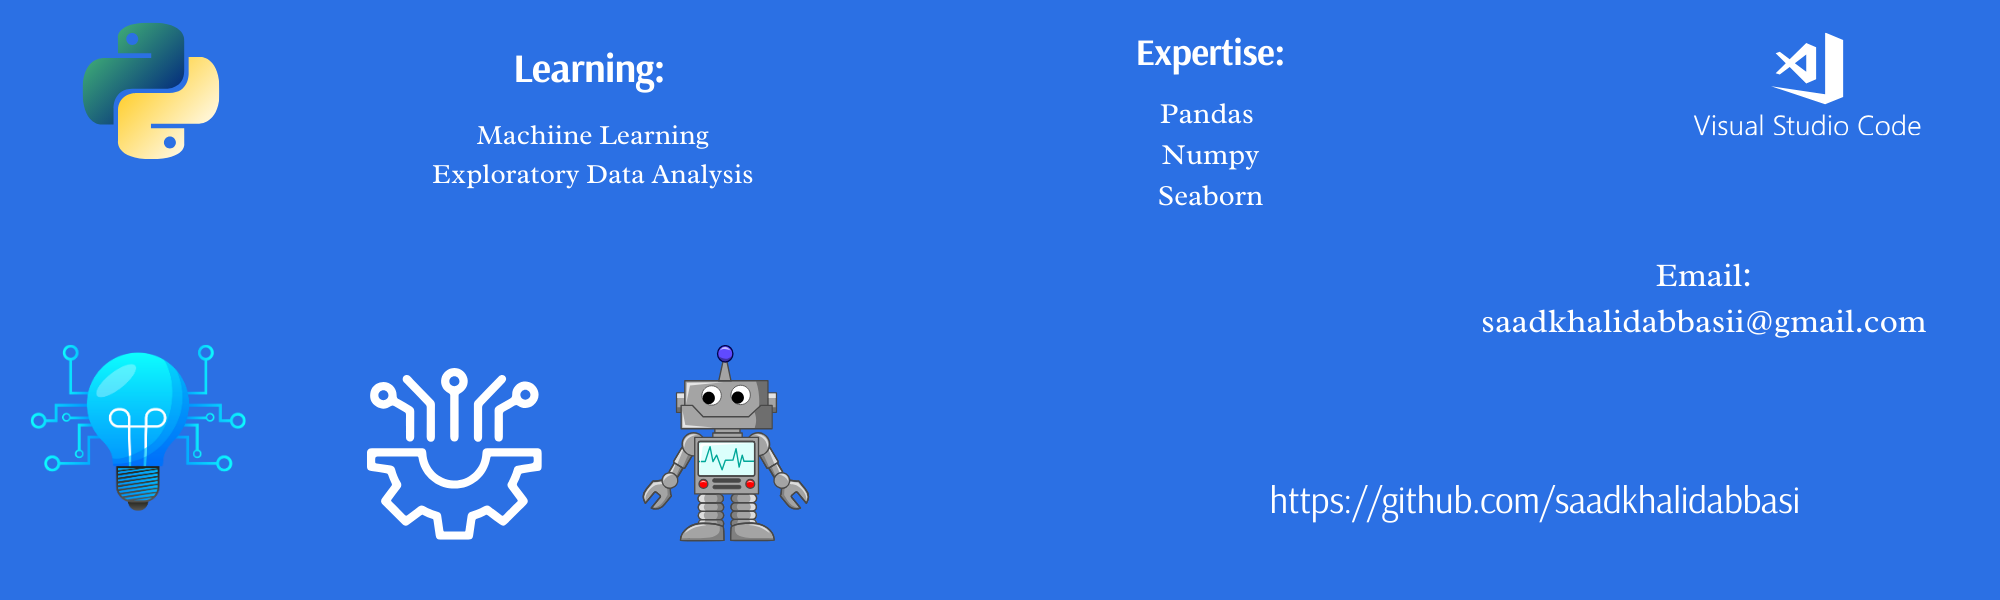 Learning:
Machiine Learning
Exploratory Data Analysis
Expertise:
Pandas
Numpy
Seaborn
Visual Studio Code
Email:
saadkhalidabbasii@gmail.com
https://github.com/saadkhalidabbasi